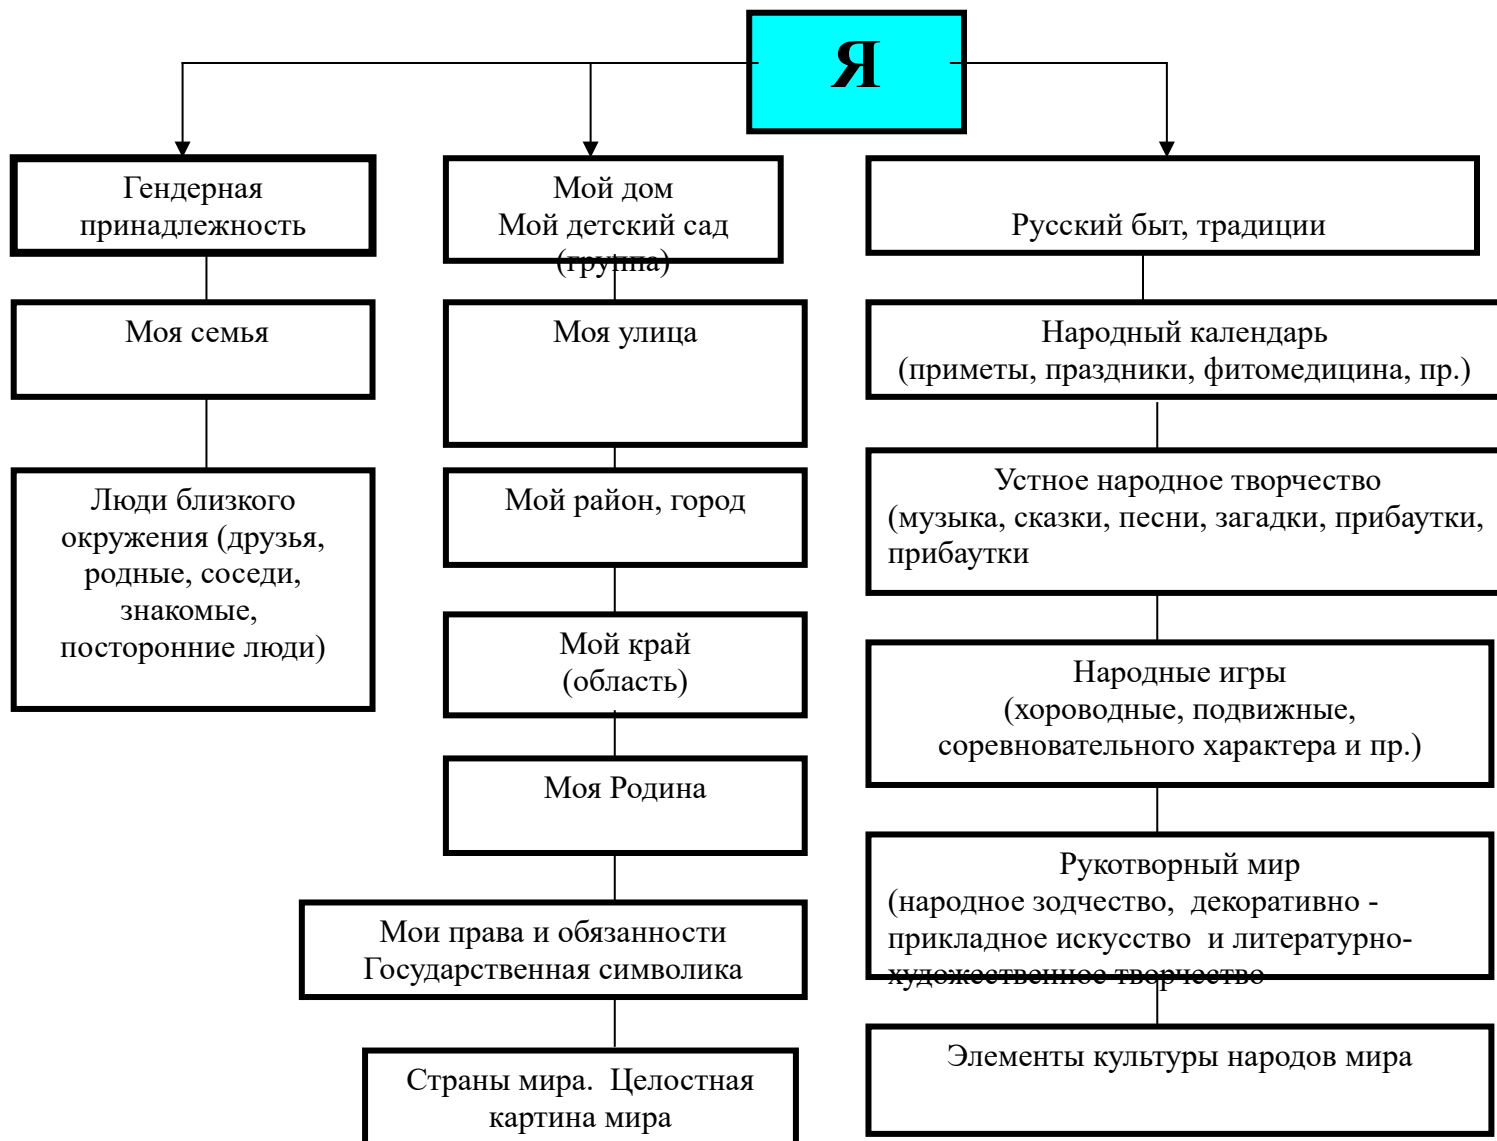 Я
Гендерная
принадлежность
Моя семья
Люди близкого
окружения (друзья,
родные, соседи,
знакомые,
посторонние люди)
Мой дом
Мой детский сад
(группа)
Моя улица
Мой район, город
Мой край
(область)
Моя Родина
Мои права и обязанности
Государственная символика
Страны мира. Целостная
картина мира
Русский быт, традиции
Народный календарь
(приметы, праздники, фитомедицина, пр.)
Устное народное творчество
(музыка, сказки, песни, загадки, прибаутки,
прибаутки
Народные игры
(хороводные, подвижные,
соревновательного характера и пр.)
Рукотворный мир
(народное зодчество, декоративно -
прикладное искусство и литературно-
художественное творчество
Элементы культуры народов мира